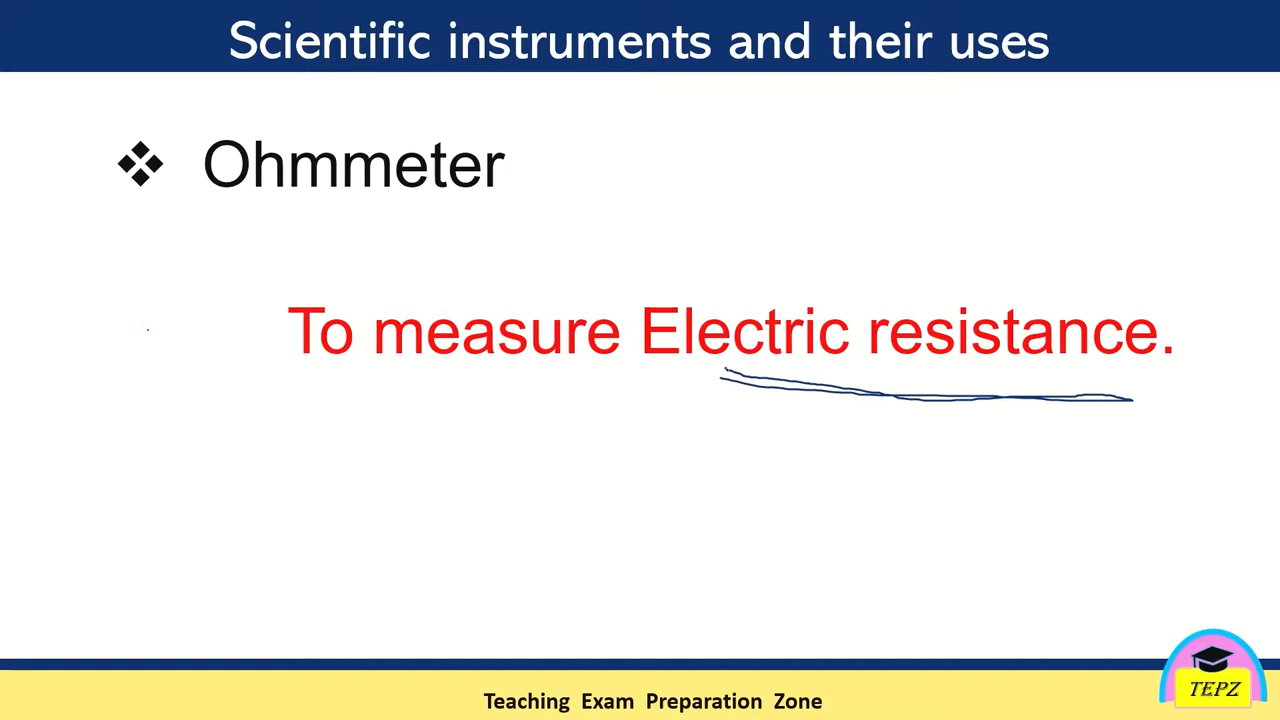 Scientific instruments and their uses
❖ Ohmmeter
To measure Electric resistance.
TEPZ
Teaching Exam Preparation Zone